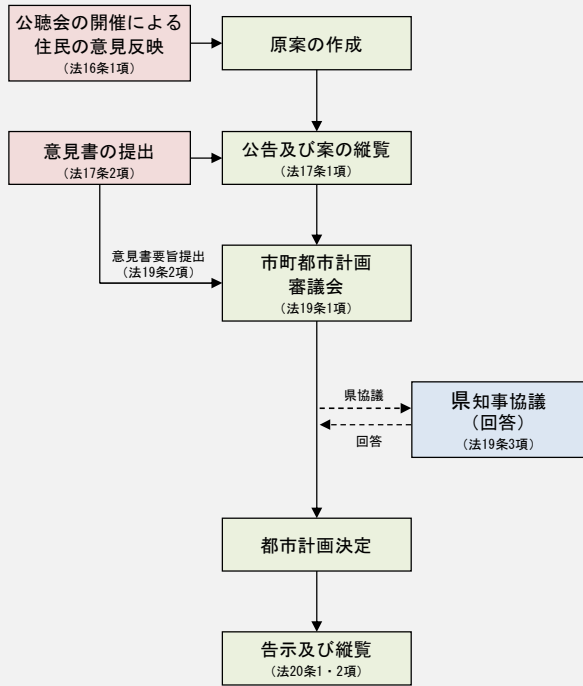 公聴会の開催による
住民の意見反映
（法16条1項）
原案の作成
意見書の提出
（法17条2項）
公告及び案の縦覧
（法17条1項）
意見書要旨提出
（法19条2項）
市町都市計画
審議会
（法19条1項）
県協議
回答
県知事協議
（回答）
（法19条3項）
都市計画決定
告示及び縦覧
（法20条1・2項）